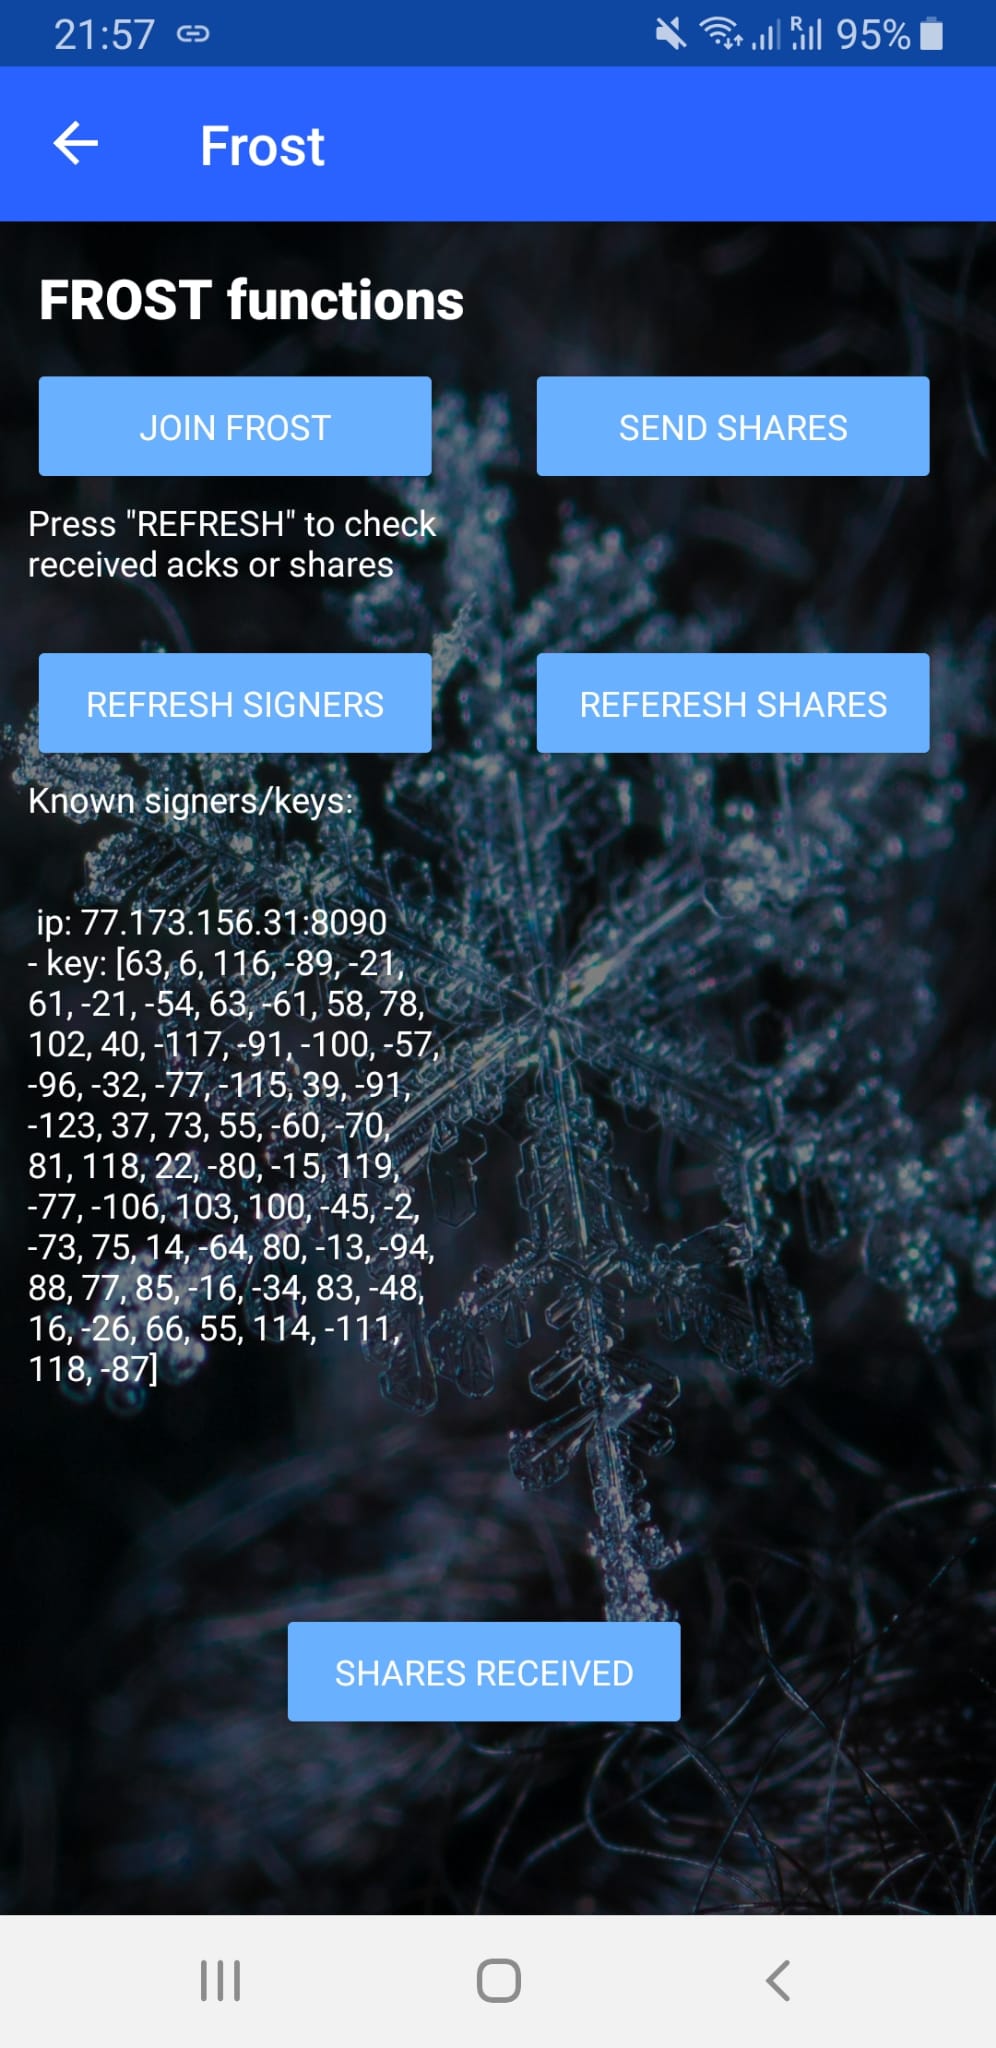 21:57
R 95%
Frost
FROST functions
JOIN FROST
SEND SHARES
Press "REFRESH" to check
received acks or shares
REFRESH SIGNERS
REFERESH SHARES
Known signers/keys:
ip: 77.173.156.31:8090
- key: [63, 6, 116, -89, -21,
61, -21, -54, 63, -61, 58, 78,
102, 40, -117, -91, -100, -57,
-96, -32, -77, -115, 39, -91,
-123, 37, 73, 55, -60, -70,
81, 118, 22, -80, -15, 119,
-77, -106, 103, 100, -45, -2,
-73, 75, 14, -64, 80, -13, -94,
88, 77, 85, -16, -34, 83, -48,
16, -26, 66, 55, 114, -111,
118, -87]
SHARES RECEIVED